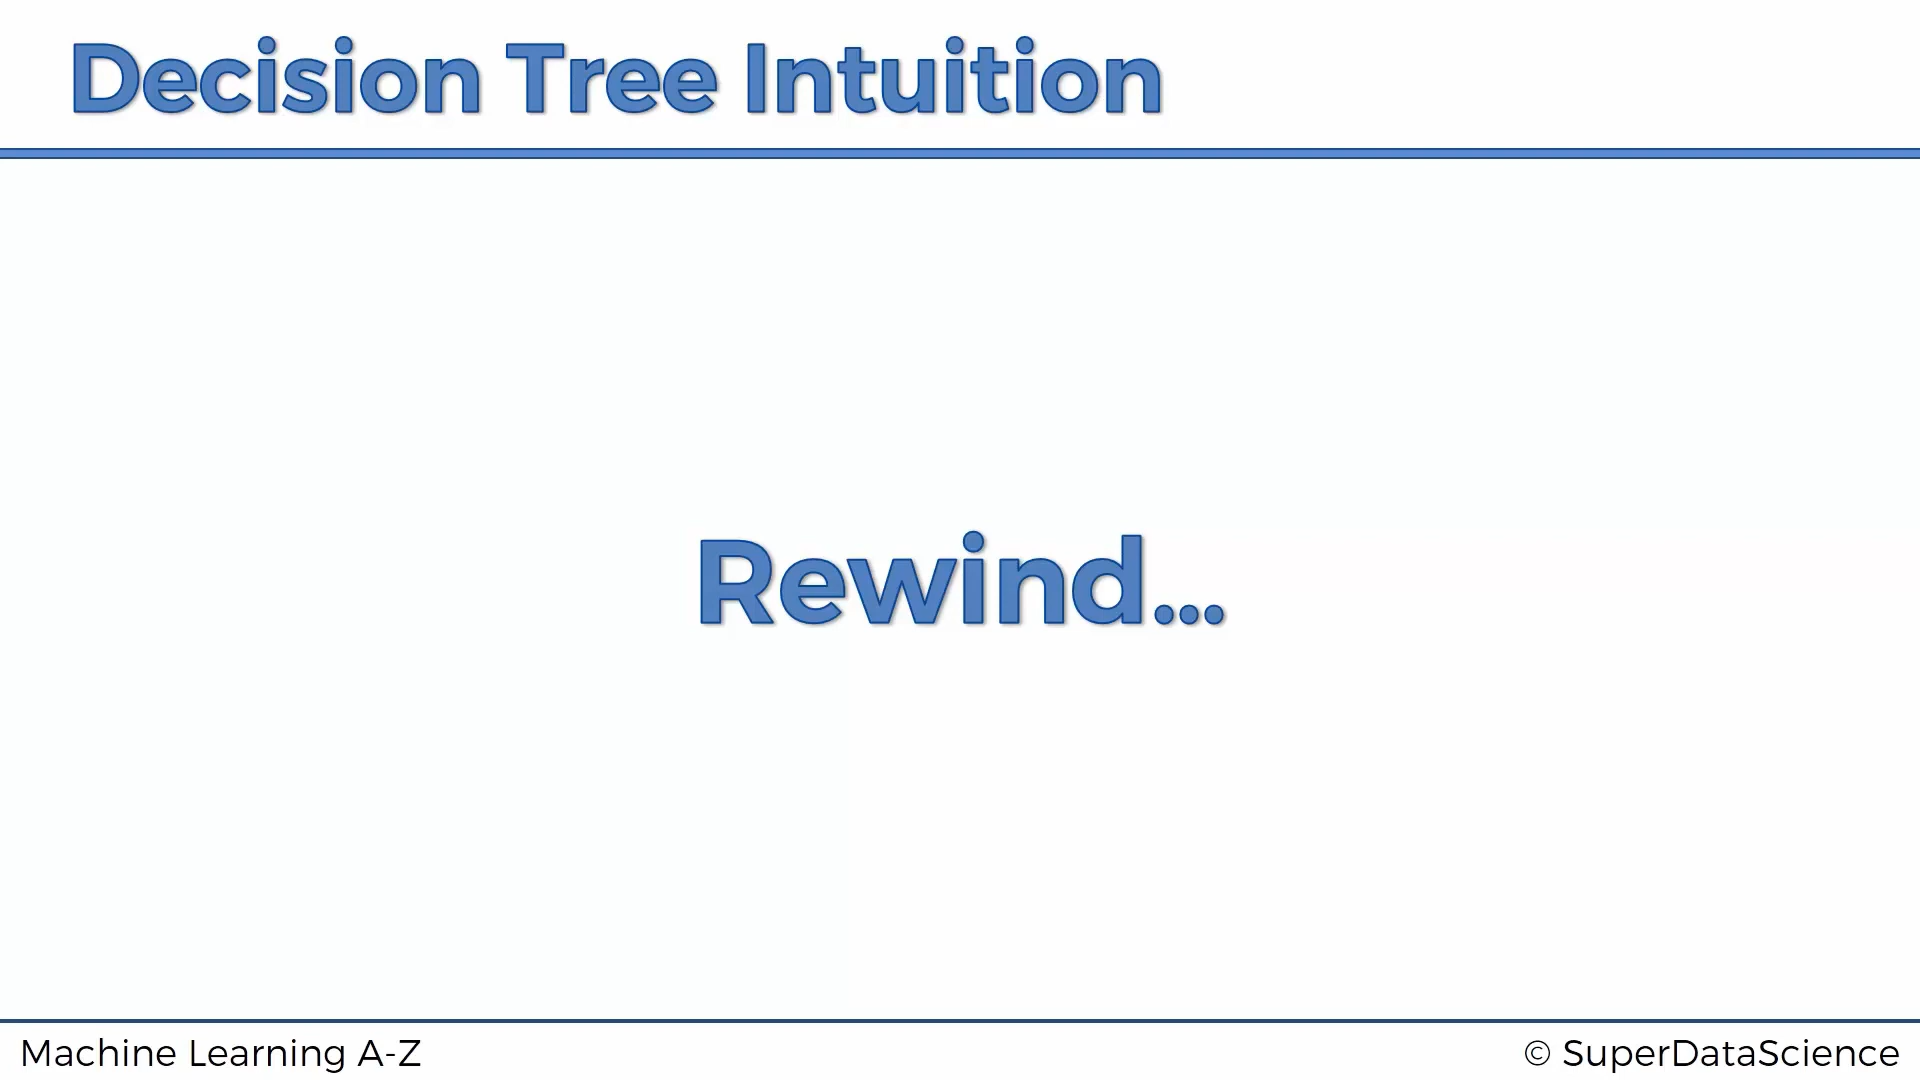 Decision Tree Intuition
Rewind...
Machine Learning A-Z
© SuperDataScience